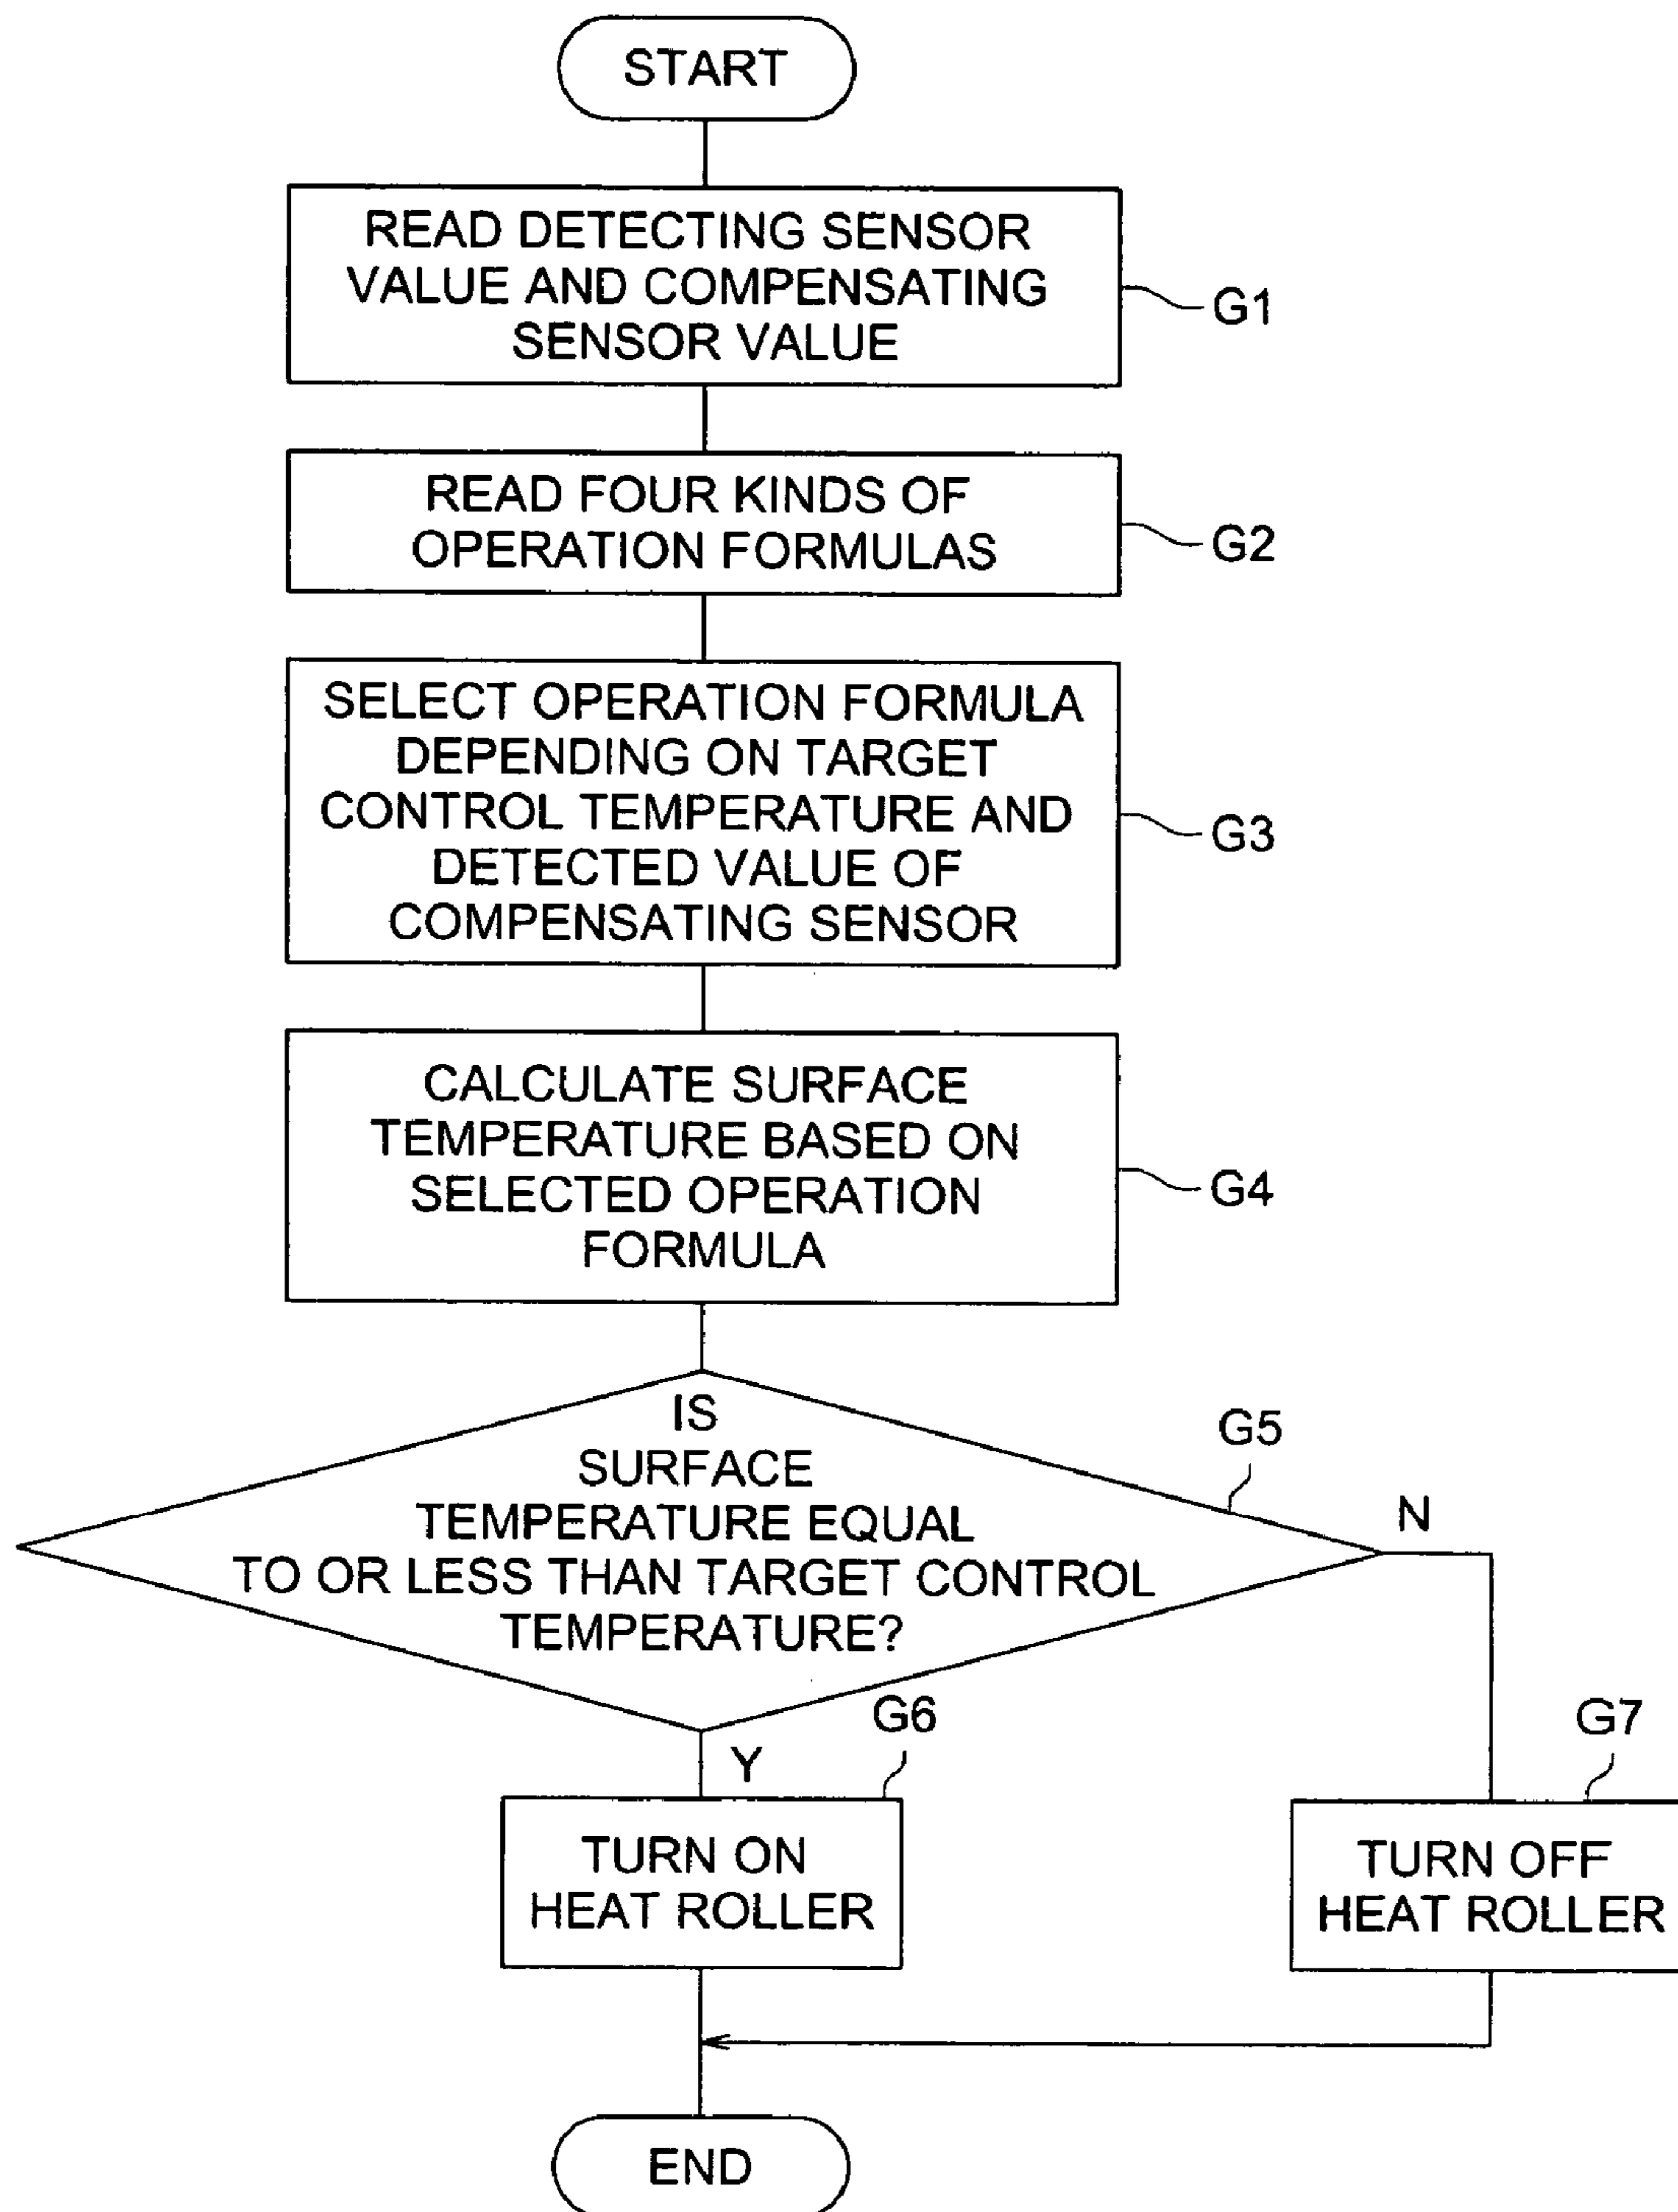 START
READ DETECTING SENSOR
VALUE AND COMPENSATING
SENSOR VALUE
G1
READ FOUR KINDS OF
OPERATION FORMULAS
G2
SELECT OPERATION FORMULA
DEPENDING ON TARGET
CONTROL TEMPERATURE AND
DETECTED VALUE OF
COMPENSATING SENSOR
G3
CALCULATE SURFACE
TEMPERATURE BASED ON
SELECTED OPERATION
FORMULA
G4
IS
SURFACE
TEMPERATURE EQUAL
TO OR LESS THAN TARGET CONTROL
TEMPERATURE?
G5
N
Y
G6
TURN ON
HEAT ROLLER
G7
TURN OFF
HEAT ROLLER
END